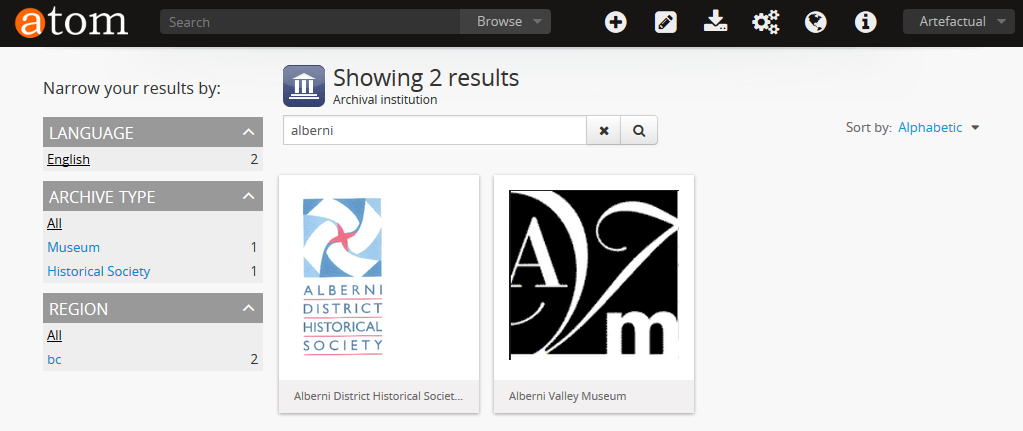 atom
Search
Browse
Artefactual
Narrow your results by:
Showing 2 results
Archival institution
alberni
Sort by: Alphabetic
LANGUAGE
English 2
ARCHIVE TYPE
All
Museum 1
Historical Society 1
REGION
All
bc 2
ALBERNI
DISTRICT
HISTORICAL
SOCIETY
Alberni District Historical Societ...
AV
m
Alberni Valley Museum